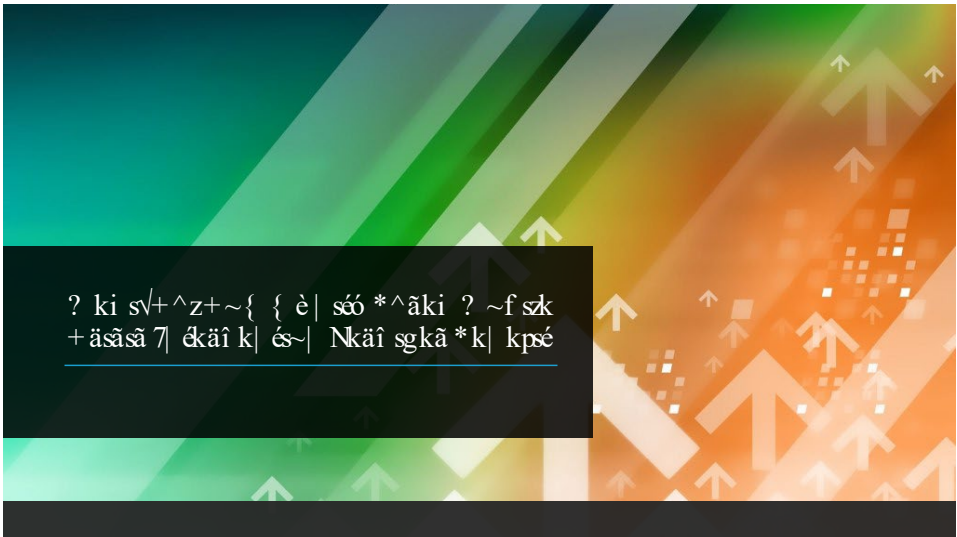 ? ki s√+^z+~{ { è| séó *^ãki ? ~f szk
+äsãsã 7| ékäî k| és~| Nkäî sgkã *k| kpsé